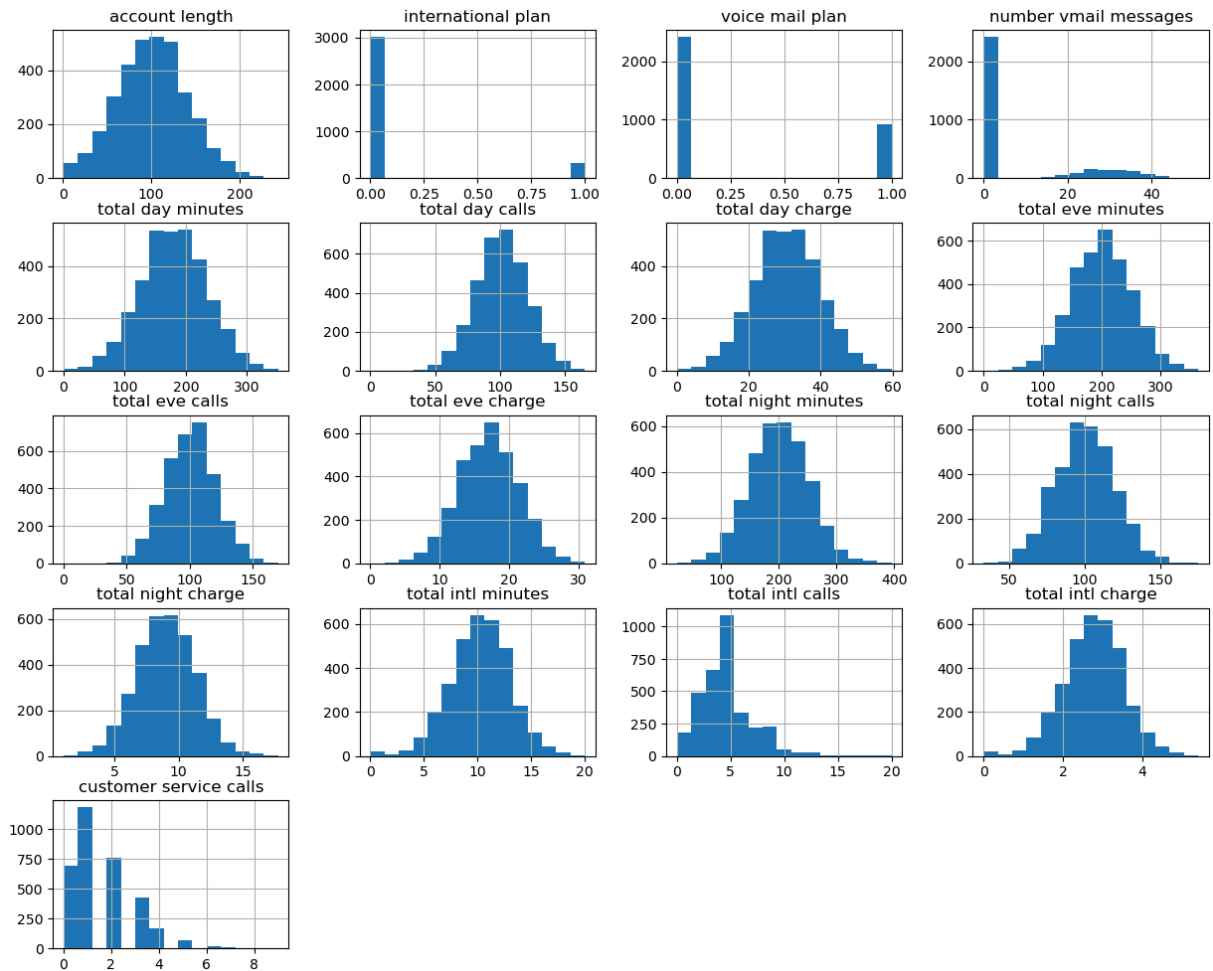 account length
international plan
voice mail plan
number vmail messages
400
200
0
0 100 200
3000
2000
1000
0
0.00 0.25 0.50 0.75 1.00
2000
1000
0
0.00 0.25 0.50 0.75 1.00
2000
1000
0
0 20 40
total day minutes
total day calls
total day charge
total eve minutes
400
200
0
0 100 200 300
600
400
200
0
0 50 100 150
400
200
0
0 20 40 60
600
400
200
0
0 100 200 300
total eve calls
total eve charge
total night minutes
total night calls
600
400
200
0
0 50 100 150
600
400
200
0
0 10 20 30
600
400
200
0
100 200 300 400
600
400
200
0
50 100 150
total night charge
total intl minutes
total intl calls
total intl charge
600
400
200
0
5 10 15
600
400
200
0
0 5 10 15 20
1000
750
500
250
0
0 5 10 15 20
600
400
200
0
0 2 4
customer service calls
1000
750
500
250
0
0 2 4 6 8